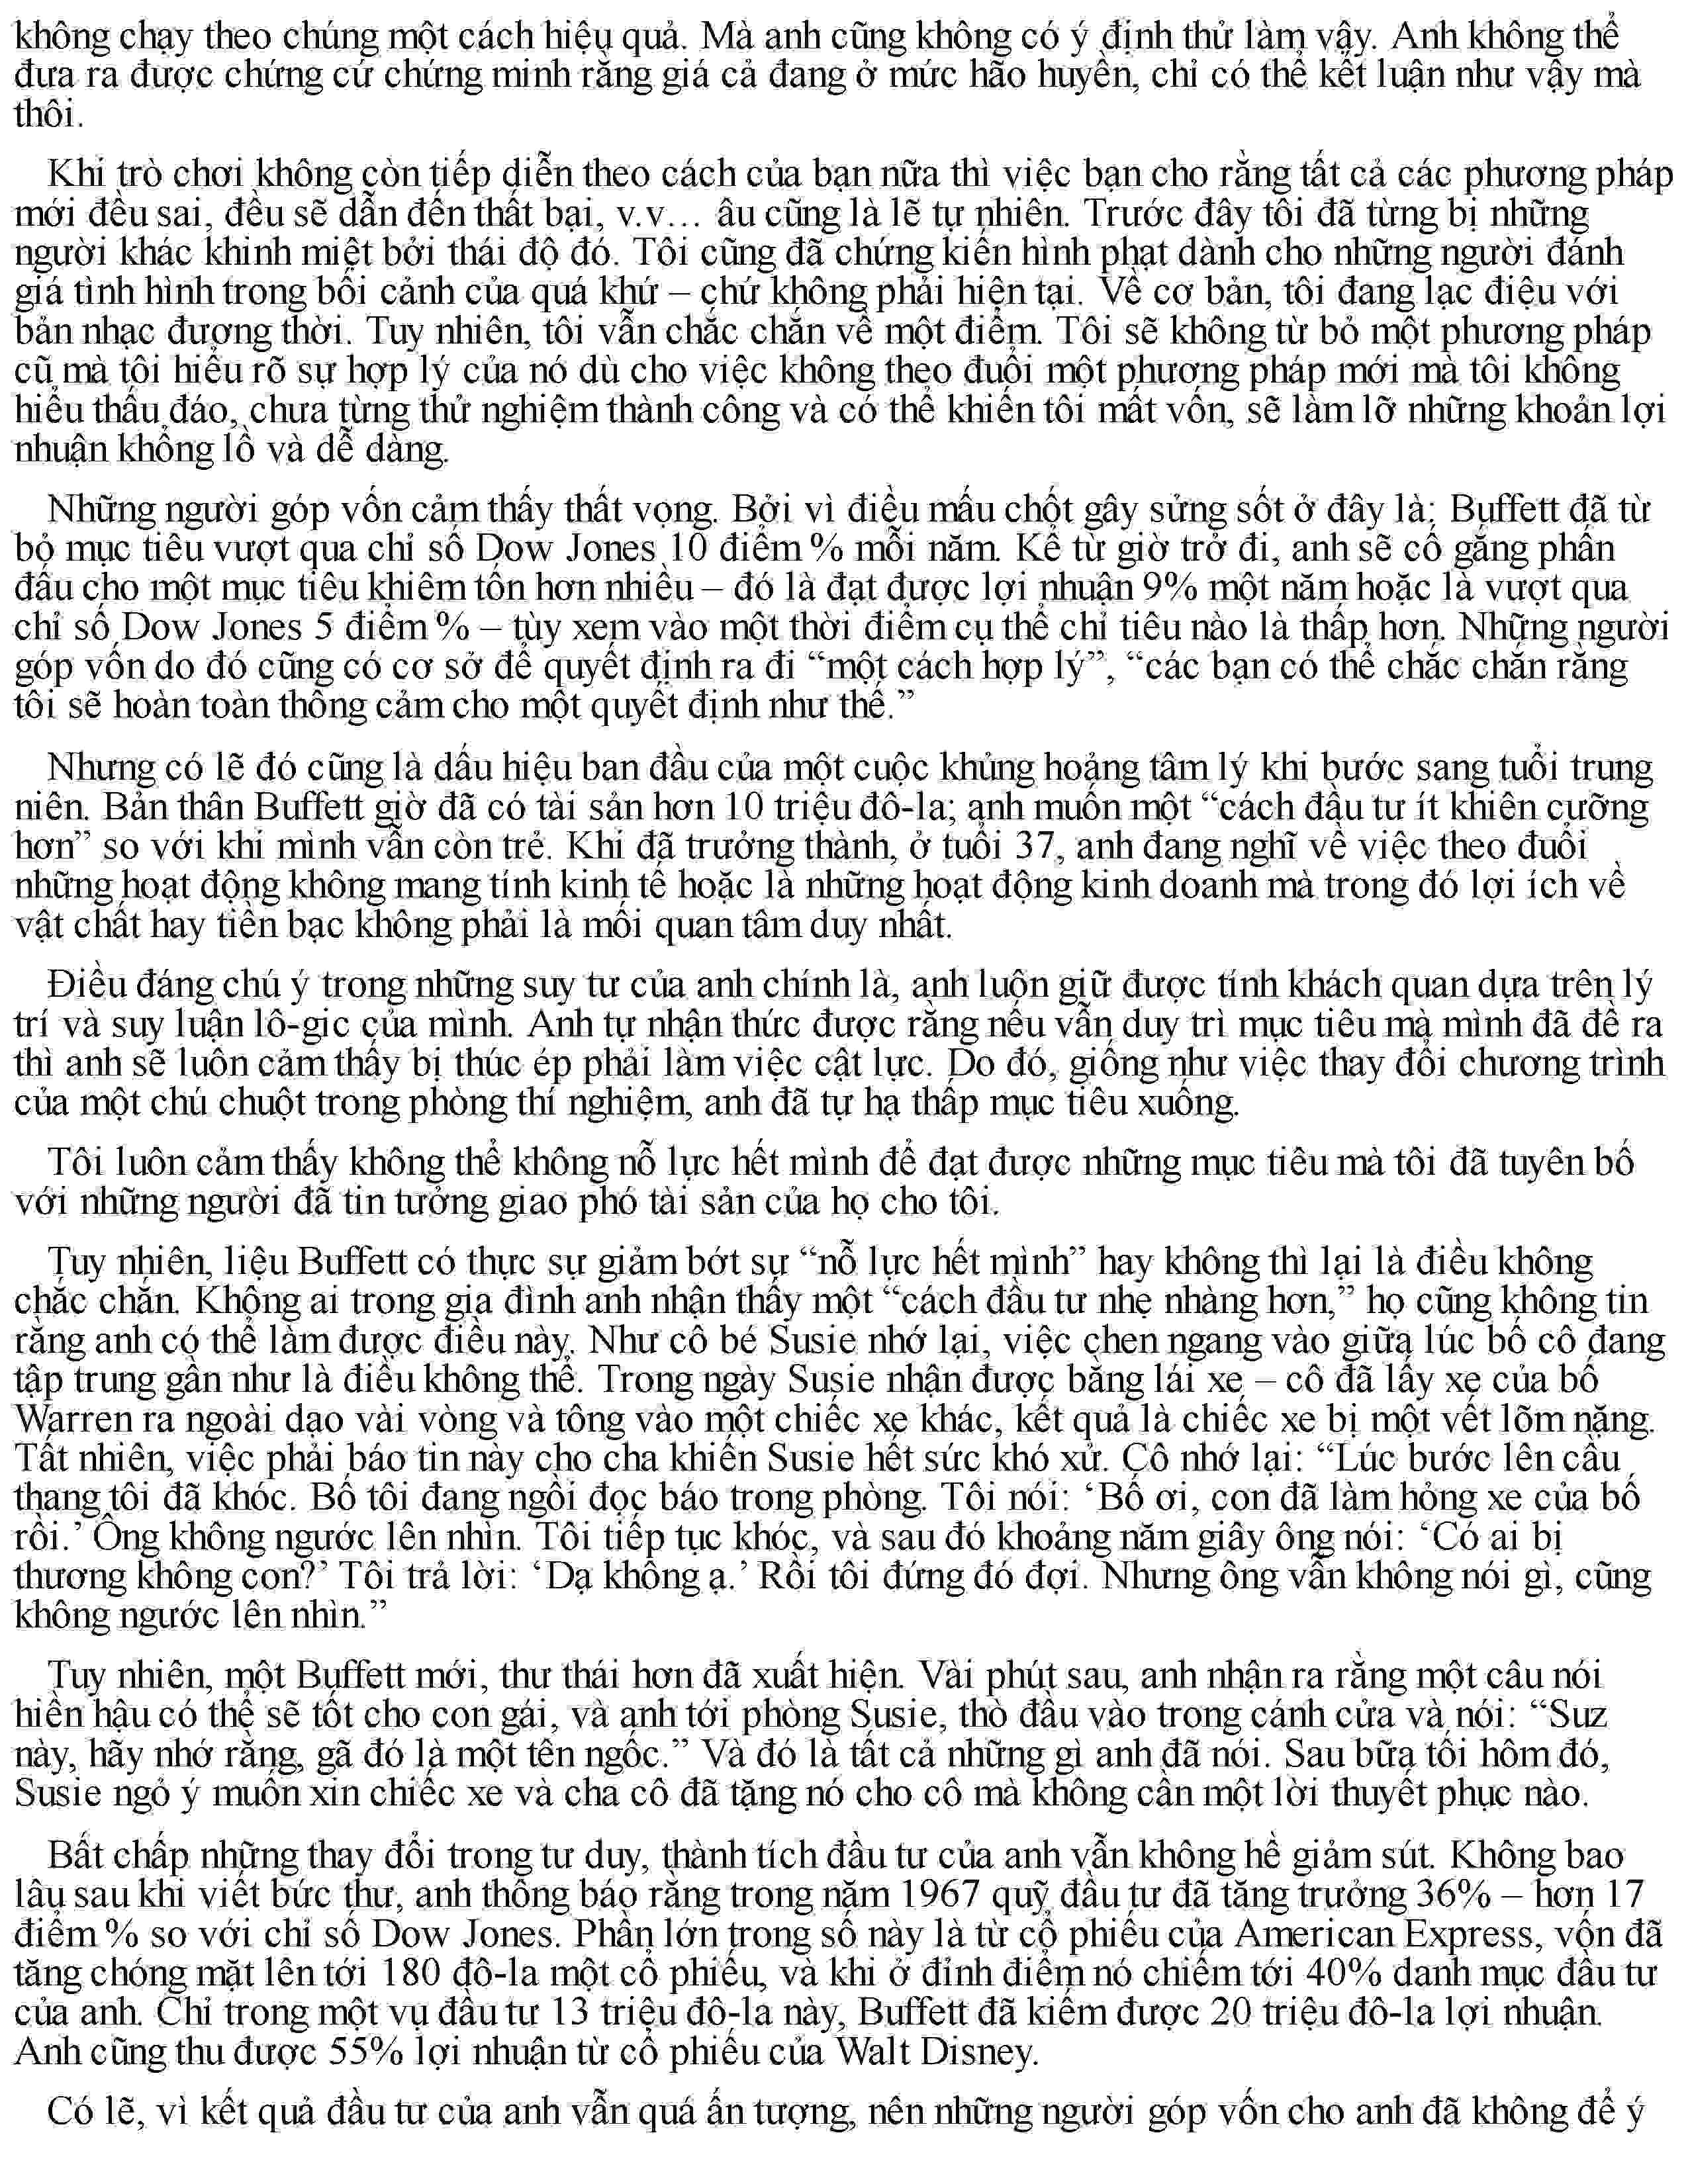 không chạy theo chúng một cách hiệu quả. Mà anh cũng không có ý định thử làm vậy. Anh không thể
đưa ra được chứng cứ chứng minh rằng giá cả đang ở mức hão huyền, chỉ có thể kết luận như vậy mà
thôi.
Khi trò chơi không còn tiếp diễn theo cách của bạn nữa thì việc bạn cho rằng tất cả các phương pháp
mới đều sai, đều sẽ dẫn đến thất bại, v.v… âu cũng là lẽ tự nhiên. Trước đây tôi đã từng bị những
người khác khinh miệt bởi thái độ đó. Tôi cũng đã chứng kiến hình phạt dành cho những người đánh
giá tình hình trong bối cảnh của quá khứ – chứ không phải hiện tại. Về cơ bản, tôi đang lạc điệu với
bản nhạc đương thời. Tuy nhiên, tôi vẫn chắc chắn về một điểm. Tôi sẽ không từ bỏ một phương pháp
cũ mà tôi hiểu rõ sự hợp lý của nó dù cho việc không theo đuổi một phương pháp mới mà tôi không
hiểu thấu đáo, chưa từng thử nghiệm thành công và có thể khiến tôi mất vốn, sẽ làm lỡ những khoản lợi
nhuận khổng lồ và dễ dàng.
Những người góp vốn cảm thấy thất vọng. Bởi vì điều mấu chốt gây sửng sốt ở đây là: Buffett đã từ
bỏ mục tiêu vượt qua chỉ số Dow Jones 10 điểm % mỗi năm. Kể từ giờ trở đi, anh sẽ cố gắng phấn
đấu cho một mục tiêu khiêm tốn hơn nhiều – đó là đạt được lợi nhuận 9% một năm hoặc là vượt qua
chỉ số Dow Jones 5 điểm % – tùy xem vào một thời điểm cụ thể chỉ tiêu nào là thấp hơn. Những người
góp vốn do đó cũng có cơ sở để quyết định ra đi “một cách hợp lý”, “các bạn có thể chắc chắn rằng
tôi sẽ hoàn toàn thông cảm cho một quyết định như thế.”
Nhưng có lẽ đó cũng là dấu hiệu ban đầu của một cuộc khủng hoảng tâm lý khi bước sang tuổi trung
niên. Bản thân Buffett giờ đã có tài sản hơn 10 triệu đô-la; anh muốn một “cách đầu tư ít khiên cưỡng
hơn” so với khi mình vẫn còn trẻ. Khi đã trưởng thành, ở tuổi 37, anh đang nghĩ về việc theo đuổi
những hoạt động không mang tính kinh tế hoặc là những hoạt động kinh doanh mà trong đó lợi ích về
vật chất hay tiền bạc không phải là mối quan tâm duy nhất.
Điều đáng chú ý trong những suy tư của anh chính là, anh luôn giữ được tính khách quan dựa trên lý
trí và suy luận lô-gic của mình. Anh tự nhận thức được rằng nếu vẫn duy trì mục tiêu mà mình đã đề ra
thì anh sẽ luôn cảm thấy bị thúc ép phải làm việc cật lực. Do đó, giống như việc thay đổi chương trình
của một chú chuột trong phòng thí nghiệm, anh đã tự hạ thấp mục tiêu xuống.
Tôi luôn cảm thấy không thể không nỗ lực hết mình để đạt được những mục tiêu mà tôi đã tuyên bố
với những người đã tin tưởng giao phó tài sản của họ cho tôi.
Tuy nhiên, liệu Buffett có thực sự giảm bớt sự “nỗ lực hết mình” hay không thì lại là điều không
chắc chắn. Không ai trong gia đình anh nhận thấy một “cách đầu tư nhẹ nhàng hơn,” họ cũng không tin
rằng anh có thể làm được điều này. Như cô bé Susie nhớ lại, việc chen ngang vào giữa lúc bố cô đang
tập trung gần như là điều không thể. Trong ngày Susie nhận được bằng lái xe – cô đã lấy xe của bố
Warren ra ngoài dạo vài vòng và tông vào một chiếc xe khác, kết quả là chiếc xe bị một vết lõm nặng.
Tất nhiên, việc phải báo tin này cho cha khiến Susie hết sức khó xử. Cô nhớ lại: “Lúc bước lên cầu
thang tôi đã khóc. Bố tôi đang ngồi đọc báo trong phòng. Tôi nói: ‘Bố ơi, con đã làm hỏng xe của bố
rồi.’ Ông không ngước lên nhìn. Tôi tiếp tục khóc, và sau đó khoảng năm giây ông nói: ‘Có ai bị
thương không con?’ Tôi trả lời: ‘Dạ không ạ.’ Rồi tôi đứng đó đợi. Nhưng ông vẫn không nói gì, cũng
không ngước lên nhìn.”
Tuy nhiên, một Buffett mới, thư thái hơn đã xuất hiện. Vài phút sau, anh nhận ra rằng một câu nói
hiền hậu có thể sẽ tốt cho con gái, và anh tới phòng Susie, thò đầu vào trong cánh cửa và nói: “Suz
này, hãy nhớ rằng, gã đó là một tên ngốc.” Và đó là tất cả những gì anh đã nói. Sau bữa tối hôm đó,
Susie ngỏ ý muốn xin chiếc xe và cha cô đã tặng nó cho cô mà không cần một lời thuyết phục nào.
Bất chấp những thay đổi trong tư duy, thành tích đầu tư của anh vẫn không hề giảm sút. Không bao
lâu sau khi viết bức thư, anh thông báo rằng trong năm 1967 quỹ đầu tư đã tăng trưởng 36% – hơn 17
điểm % so với chỉ số Dow Jones. Phần lớn trong số này là từ cổ phiếu của American Express, vốn đã
tăng chóng mặt lên tới 180 đô-la một cổ phiếu, và khi ở đỉnh điểm nó chiếm tới 40% danh mục đầu tư
của anh. Chỉ trong một vụ đầu tư 13 triệu đô-la này, Buffett đã kiếm được 20 triệu đô-la lợi nhuận.
Anh cũng thu được 55% lợi nhuận từ cổ phiếu của Walt Disney.
Có lẽ, vì kết quả đầu tư của anh vẫn quá ấn tượng, nên những người góp vốn cho anh đã không để ý